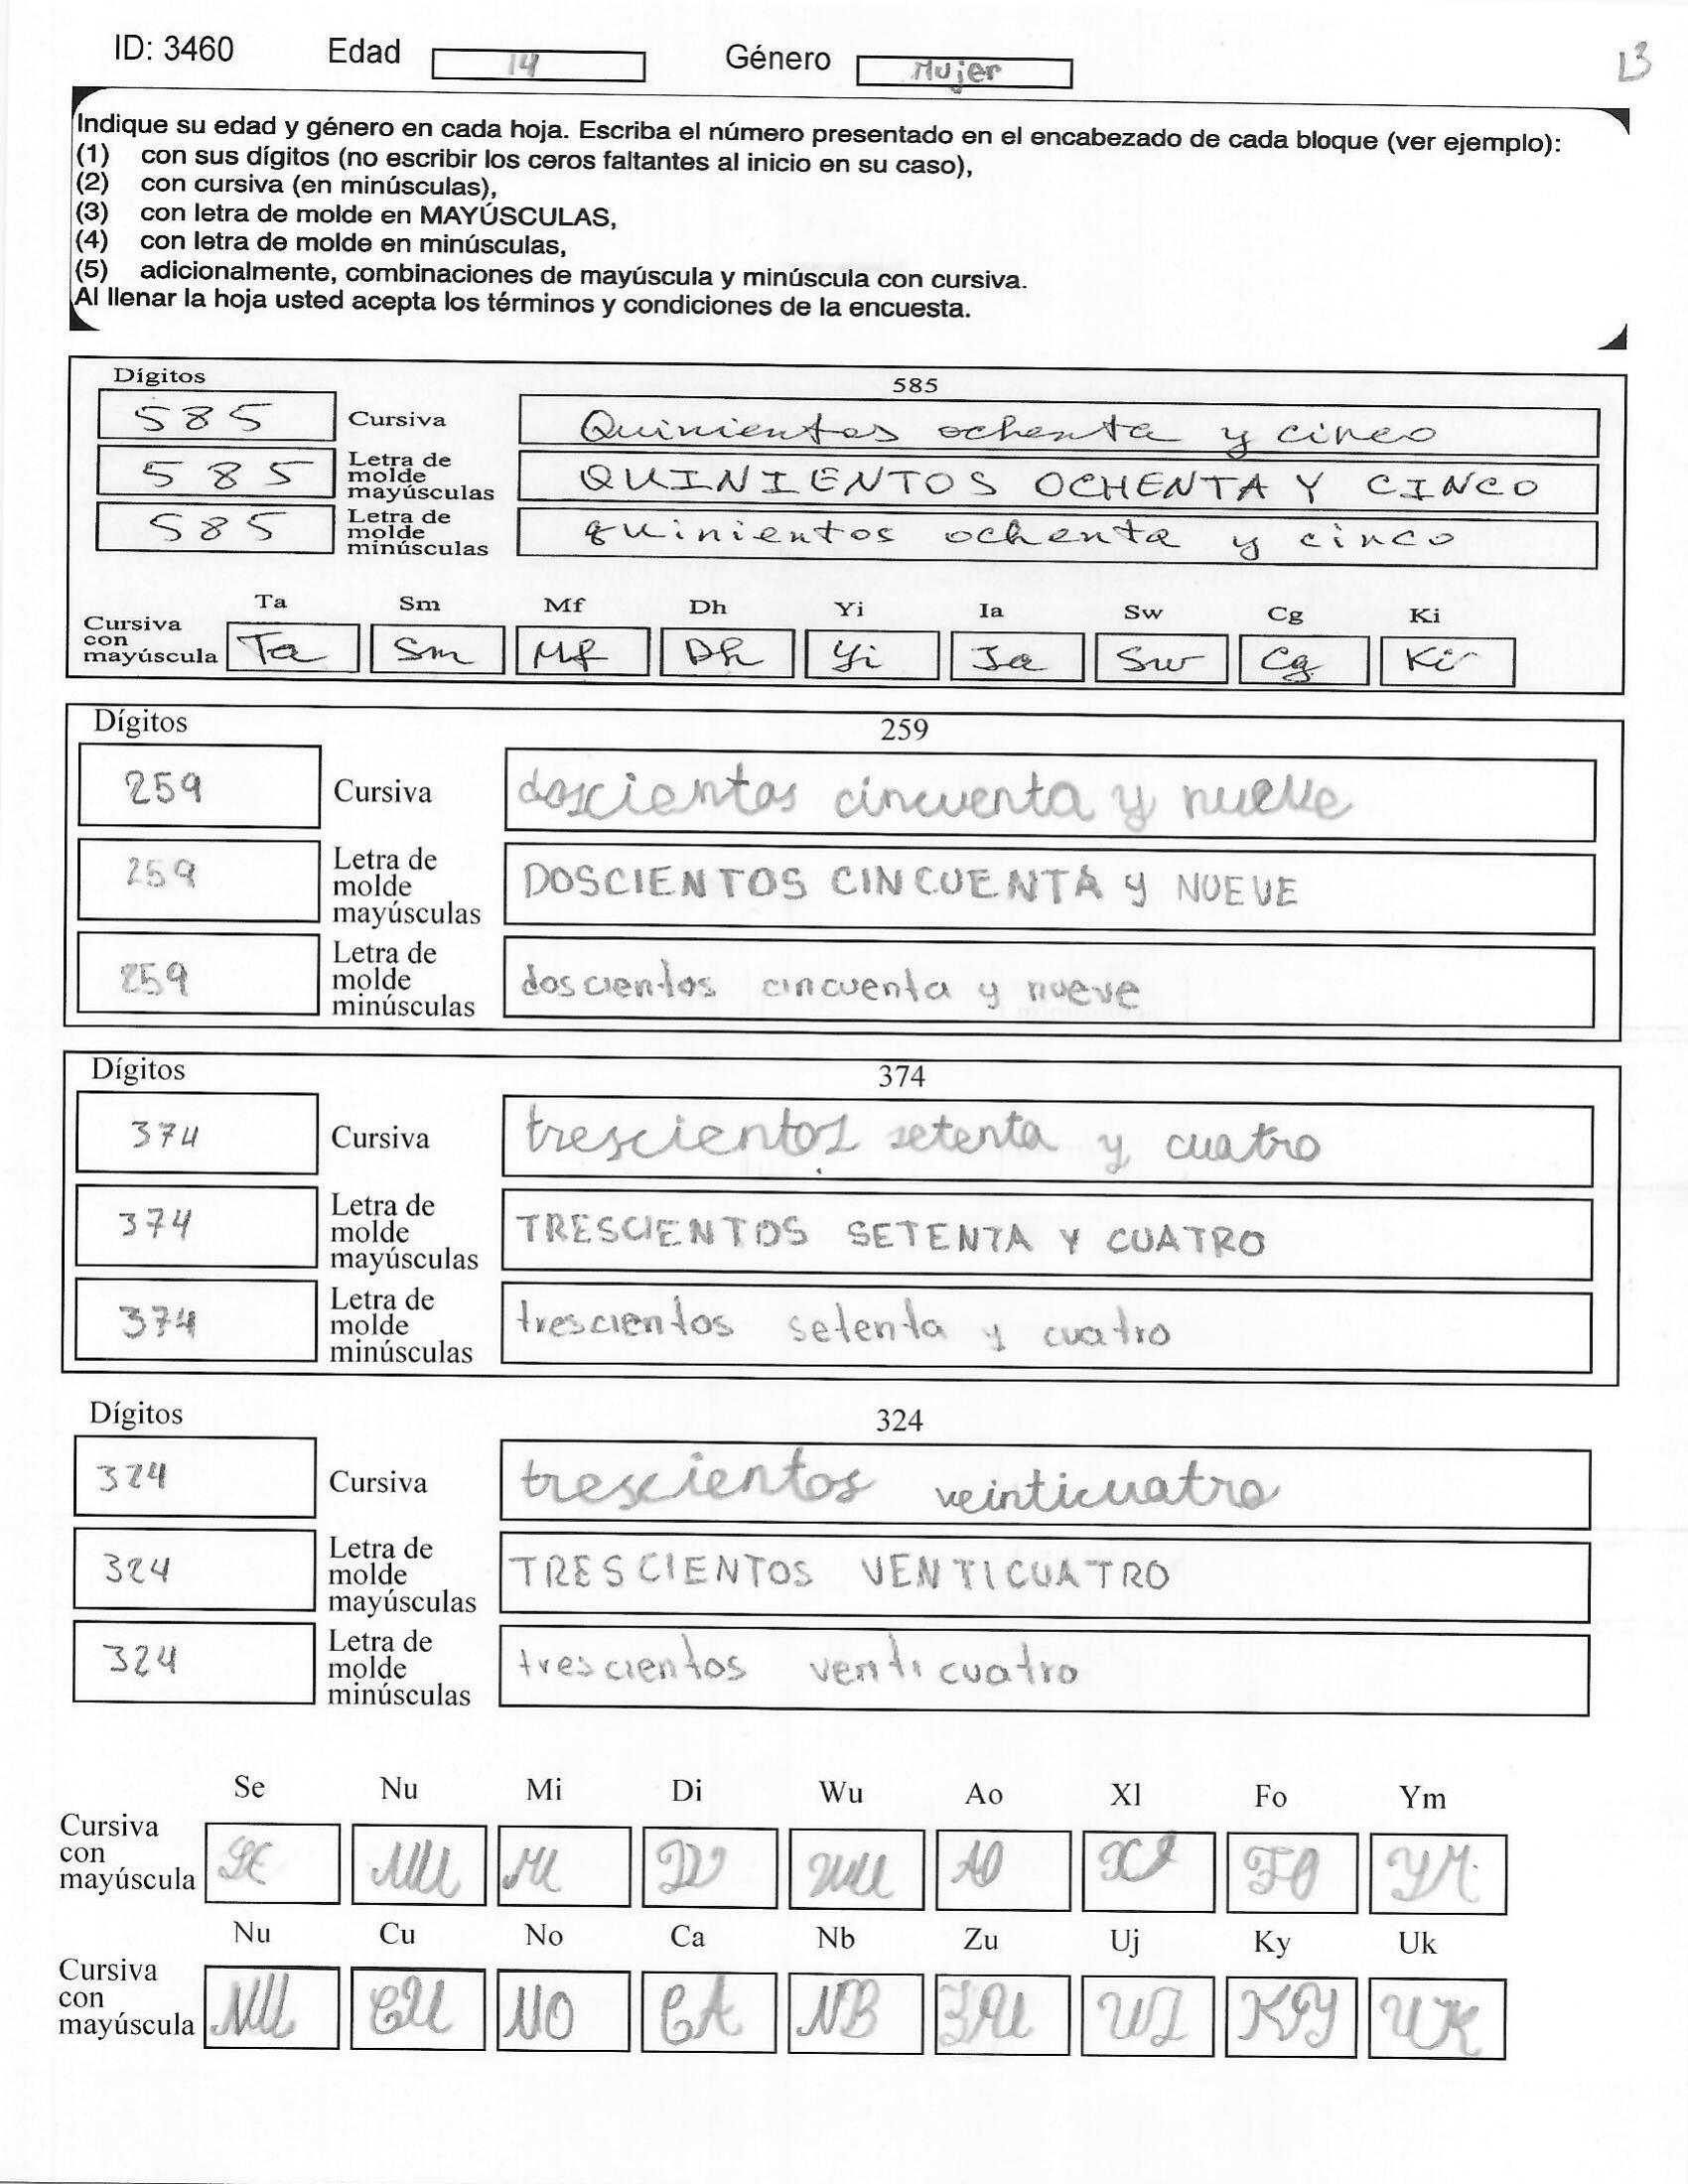 ID: 3460 Edad 14 Género Mujer 13
Indique su edad y género en cada hoja. Escriba el número presentado en el encabezado de cada bloque (ver ejemplo):
(1) con sus dígitos (no escribir los ceros faltantes al inicio en su caso),
(2) con cursiva (en minúsculas),
(3) con letra de molde en MAYÚSCULAS,
(4) con letra de molde en minúsculas,
(5) adicionalmente, combinaciones de mayúscula y minúscula con cursiva.
Al llenar la hoja usted acepta los términos y condiciones de la encuesta.
Dígitos 585
585 Cursiva Quinientos ochenta y cinco
585 Letra de molde mayúsculas QUINIENTOS OCHENTA Y CINCO
585 Letra de molde minúsculas quinientos ochenta y cinco
Ta Sm Mf Dh Yi Ia Sw Cg Ki
Cursiva con mayúscula Ta Sm Mf Dh Yi Ia Sw Cg Ki
Dígitos 259
259 Cursiva doscientos cincuenta y nueve
259 Letra de molde mayúsculas DOSCIENTOS CINCUENTA y NUEVE
259 Letra de molde minúsculas doscientos cincuenta y nueve
Dígitos 374
374 Cursiva trescientos setenta y cuatro
374 Letra de molde mayúsculas TRESCIENTOS SETENTA Y CUATRO
374 Letra de molde minúsculas trescientos setenta y cuatro
Dígitos 324
324 Cursiva trescientos veinticuatro
324 Letra de molde mayúsculas TRESCIENTOS VENTICUATRO
324 Letra de molde minúsculas trescientos venticuatro
Se Nu Mi Di Wu Ao Xl Fo Ym
Cursiva con mayúscula SE NU MI DI WU AO XL FO YM
Nu Cu No Ca Nb Zu Uj Ky Uk
Cursiva con mayúscula NU CU NO CA NB ZU UJ KY UK